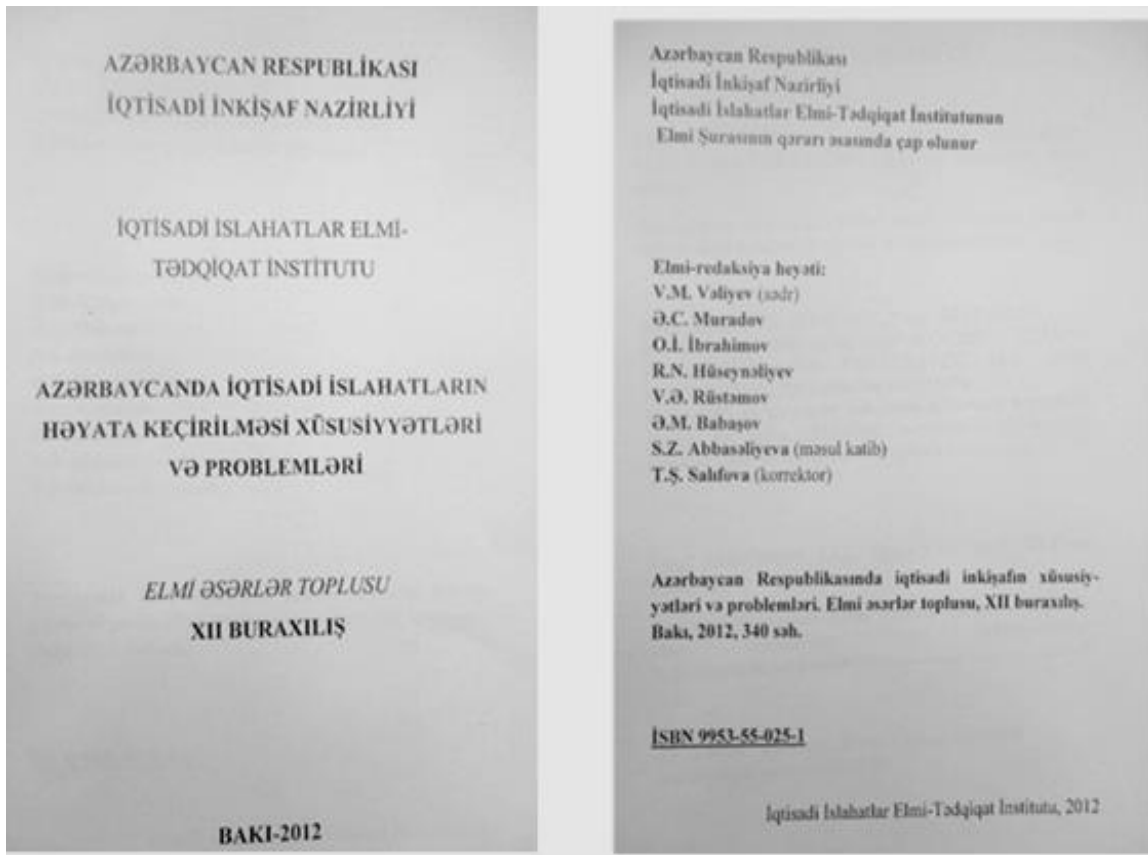 AZƏRBAYCAN RESPUBLİKASI
İQTİSADİ İNKİŞAF NAZİRLİYİ
İQTİSADİ İSLAHATLAR ELMİ-
TƏDQİQAT İNSTİTUTU
AZƏRBAYCANDA İQTİSADİ İSLAHATLARIN
HƏYATA KEÇİRİLMƏSİ XÜSUSİYYƏTLƏRİ
VƏ PROBLEMLƏRİ
ELMİ ƏSƏRLƏR TOPLUSU
XII BURAXILIŞ
BAKI-2012
Azərbaycan Respublikası
İqtisadi İnkişaf Nazirliyi
İqtisadi İslahatlar Elmi-Tədqiqat İnstitutunun
Elmi Şurasının qərarı əsasında çap olunur
Elmi-redaksiya heyəti:
V.M. Vəliyev (sədr)
Ə.C. Muradov
O.İ. İbrahimov
R.N. Hüseynəliyev
V.Ə. Rüstəmov
Ə.M. Babaşov
S.Z. Abbasəliyeva (məsul katib)
T.Ş. Salıfova (korrektor)
Azərbaycan Respublikasında iqtisadi inkişafın xüsusiy-
yətləri və problemləri. Elmi əsərlər toplusu, XII buraxılış.
Bakı, 2012, 340 səh.
İSBN 9953-55-025-1
İqtisadi İslahatlar Elmi-Tədqiqat İnstitutu, 2012